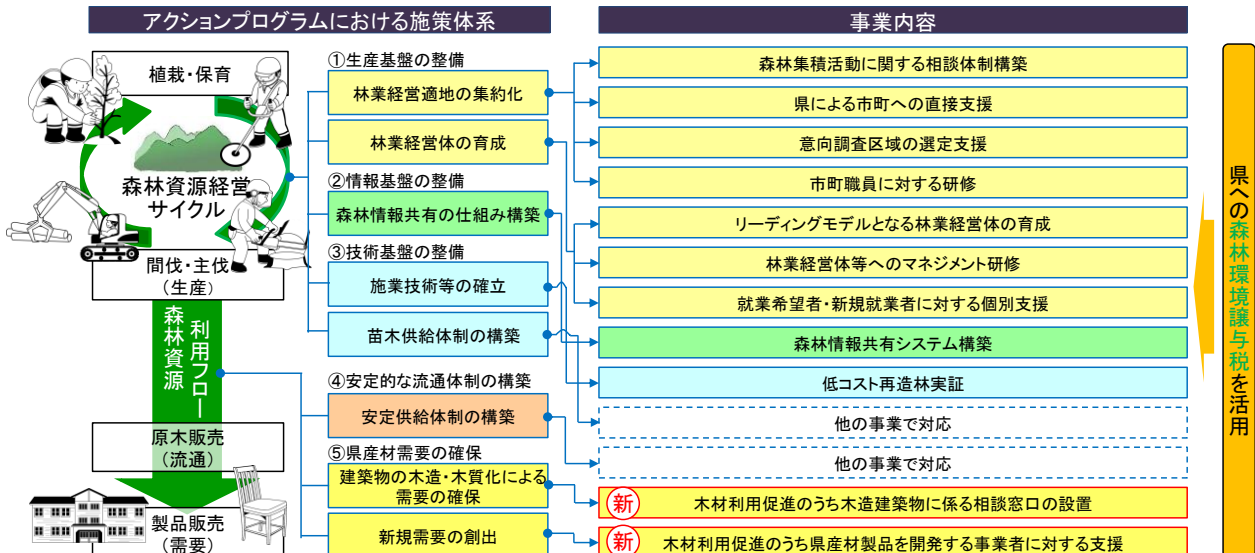 アクションプログラムにおける施策体系
事業内容
植栽・保育
森林資源経営
サイクル
間伐・主伐
(生産)
森林資源
利用フロー
原木販売
(流通)
製品販売
(需要)
①生産基盤の整備
林業経営適地の集約化
林業経営体の育成
②情報基盤の整備
森林情報共有の仕組み構築
③技術基盤の整備
施業技術等の確立
苗木供給体制の構築
④安定的な流通体制の構築
安定供給体制の構築
⑤県産材需要の確保
建築物の木造・木質化による
需要の確保
新規需要の創出
森林集積活動に関する相談体制構築
県による市町への直接支援
意向調査区域の選定支援
市町職員に対する研修
リーディングモデルとなる林業経営体の育成
林業経営体等へのマネジメント研修
就業希望者・新規就業者に対する個別支援
森林情報共有システム構築
低コスト再造林実証
他の事業で対応
他の事業で対応
新 木材利用促進のうち木造建築物に係る相談窓口の設置
新 木材利用促進のうち県産材製品を開発する事業者に対する支援
県への森林環境譲与税を活用